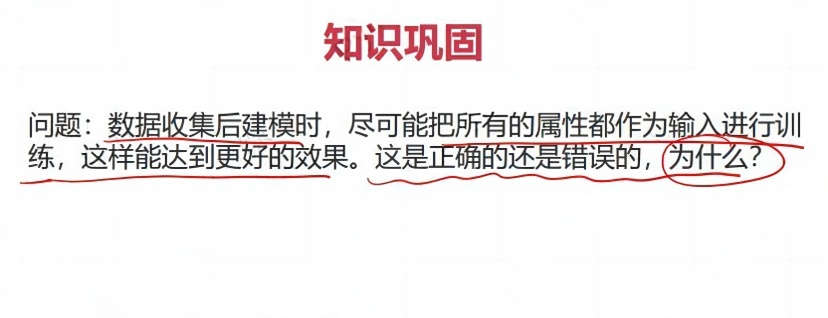 知识巩固
问题：数据收集后建模时，尽可能把所有的属性都作为输入进行训
练，这样能达到更好的效果。这是正确的还是错误的，为什么？